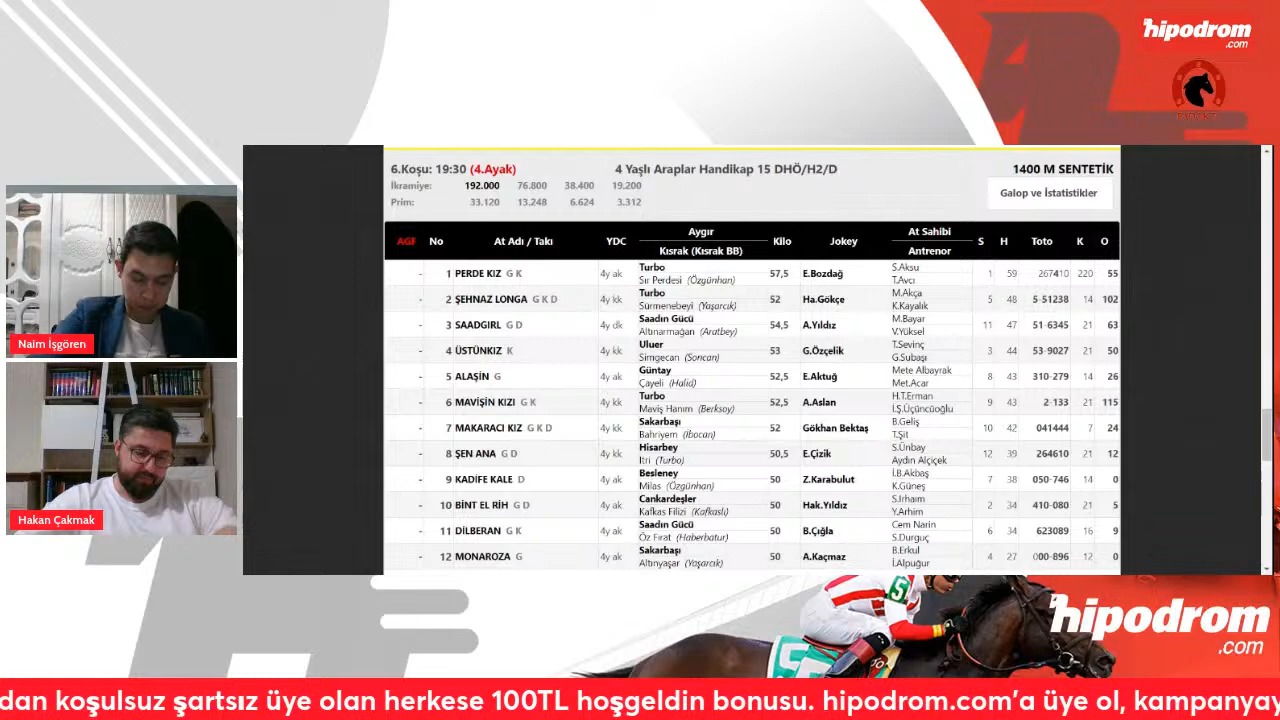 hipodrom
.com
6.Koşu: 19:30 (4.Ayak) 4 Yaşlı Araplar Handikap 15 DHÖ/H2/D 1400 M SENTETİK
İkramiye: 192.000 76.800 38.400 19.200
Galop ve İstatistikler
Prim: 33.120 13.248 6.624 3.312
AGF No At Adı / Takı YDC Aygır Kısrak (Kısrak BB) Kilo Jokey At Sahibi Antrenor S H Toto K O
- 1 PERDE KIZ G K 4y ak Turbo Sır Perdesi (Özgünhan) 57,5 E.Bozdağ S.Aksu T.Avcı 1 59 267410 220 55
- 2 ŞEHNAZ LONGA G K D 4y kk Turbo Sürmenebeyi (Yaşarcık) 52 Ha.Gökçe M.Akça K.Kayalık 5 48 5-51238 14 102
- 3 SAADGIRL G D 4y dk Saadın Gücü Altınarmağan (Aratbey) 54,5 A.Yıldız M.Bayar V.Yüksel 11 47 51-6345 21 63
- 4 ÜSTÜNKIZ K 4y kk Uluer Simgecan (Soncan) 53 G.Özçelik T.Sevinç G.Subaşı 3 44 53-9027 21 50
- 5 ALAŞİN G 4y ak Güntay Çayeli (Halid) 52,5 E.Aktuğ Mete Albayrak Met.Acar 8 43 310-279 14 26
- 6 MAVİŞİN KIZI G K 4y kk Turbo Maviş Hanım (Berksoy) 52,5 A.Aslan H.T.Erman İ.Ş.Üçüncüoğlu 9 43 2-133 21 115
- 7 MAKARACI KIZ G K D 4y kk Sakarbaşı Bahriyem (İbocan) 52 Gökhan Bektaş B.Geliş T.Şit 10 42 041444 7 24
- 8 ŞEN ANA G D 4y kk Hisarbey Itri (Turbo) 50,5 E.Çizik S.Ünbay Aydın Alçiçek 12 39 264610 21 12
- 9 KADİFE KALE D 4y ak Besleney Milas (Özgünhan) 50 Z.Karabulut İ.B.Akbaş K.Güneş 7 38 050-746 14 0
- 10 BİNT EL RİH G D 4y ak Cankardeşler Kafkas Filizi (Kafkaslı) 50 Hak.Yıldız S.Irhaım Y.Arhim 2 34 410-080 21 5
- 11 DİLBERAN G K 4y ak Saadın Gücü Öz Fırat (Haberbatur) 50 B.Çığla Cem Narin S.Durguç 6 34 623089 16 9
- 12 MONAROZA G 4y ak Sakarbaşı Altınyaşar (Yaşarcık) 50 A.Kaçmaz B.Erkul İ.Alpuğur 4 27 000-896 12 0
Naim İşgören
Hakan Çakmak
5
hipodrom
.com
dan koşulsuz şartsız üye olan herkese 100TL hoşgeldin bonusu. hipodrom.com'a üye ol, kampanyay